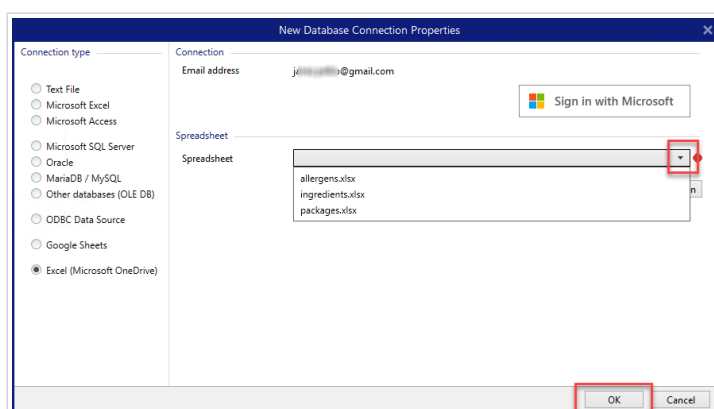 New Database Connection Properties
Connection type
Text File
Microsoft Excel
Microsoft Access
Microsoft SQL Server
Oracle
MariaDB / MySQL
Other databases (OLE DB)
ODBC Data Source
Google Sheets
Excel (Microsoft OneDrive)
Connection
Email address
@gmail.com
Sign in with Microsoft
Spreadsheet
Spreadsheet
allergens.xlsx
ingredients.xlsx
packages.xlsx
OK
Cancel